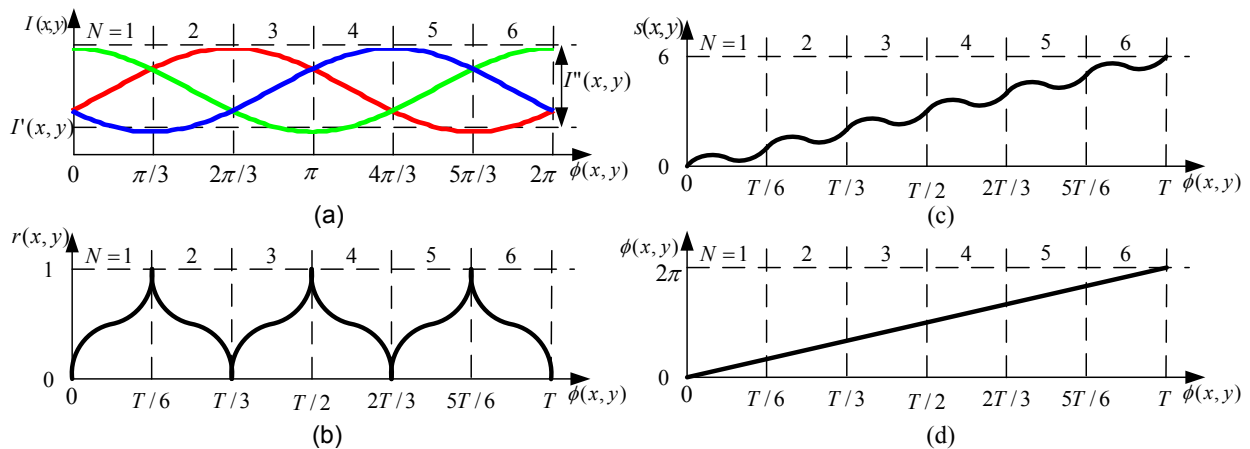 I(x,y)
N = 1 2 3 4 5 6
I''(x, y)
I'(x, y)
0 π/3 2π/3 π 4π/3 5π/3 2π ϕ(x, y)
(a)
s(x, y)
N = 1 2 3 4 5 6
6
0
0 T/6 T/3 T/2 2T/3 5T/6 T ϕ(x, y)
(c)
r(x, y)
N = 1 2 3 4 5 6
1
0
0 T/6 T/3 T/2 2T/3 5T/6 T ϕ(x, y)
(b)
ϕ(x, y)
N = 1 2 3 4 5 6
2π
0
0 T/6 T/3 T/2 2T/3 5T/6 T ϕ(x, y)
(d)